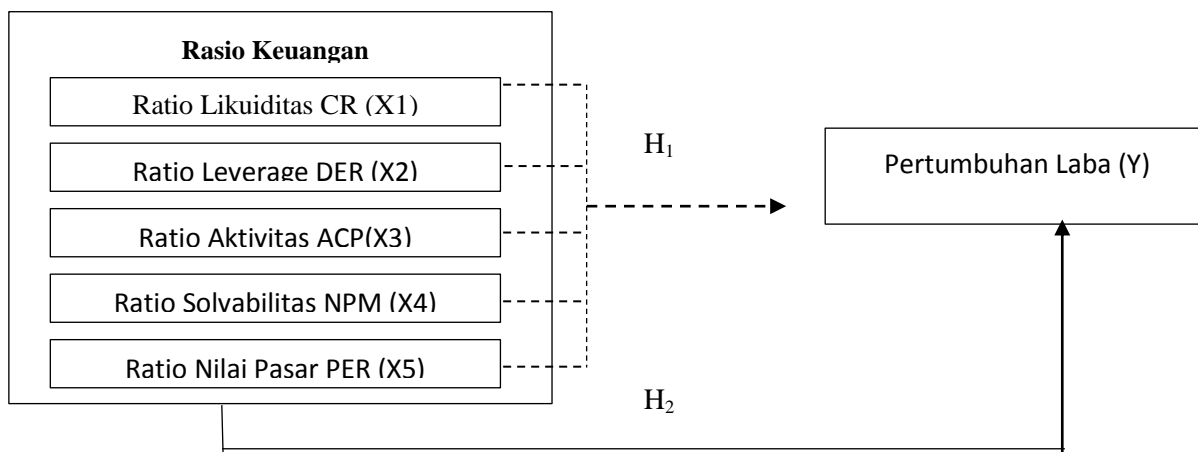 Rasio Keuangan
Ratio Likuiditas CR (X1)
Ratio Leverage DER (X2)
Ratio Aktivitas ACP(X3)
Ratio Solvabilitas NPM (X4)
Ratio Nilai Pasar PER (X5)
H₁
Pertumbuhan Laba (Y)
H₂